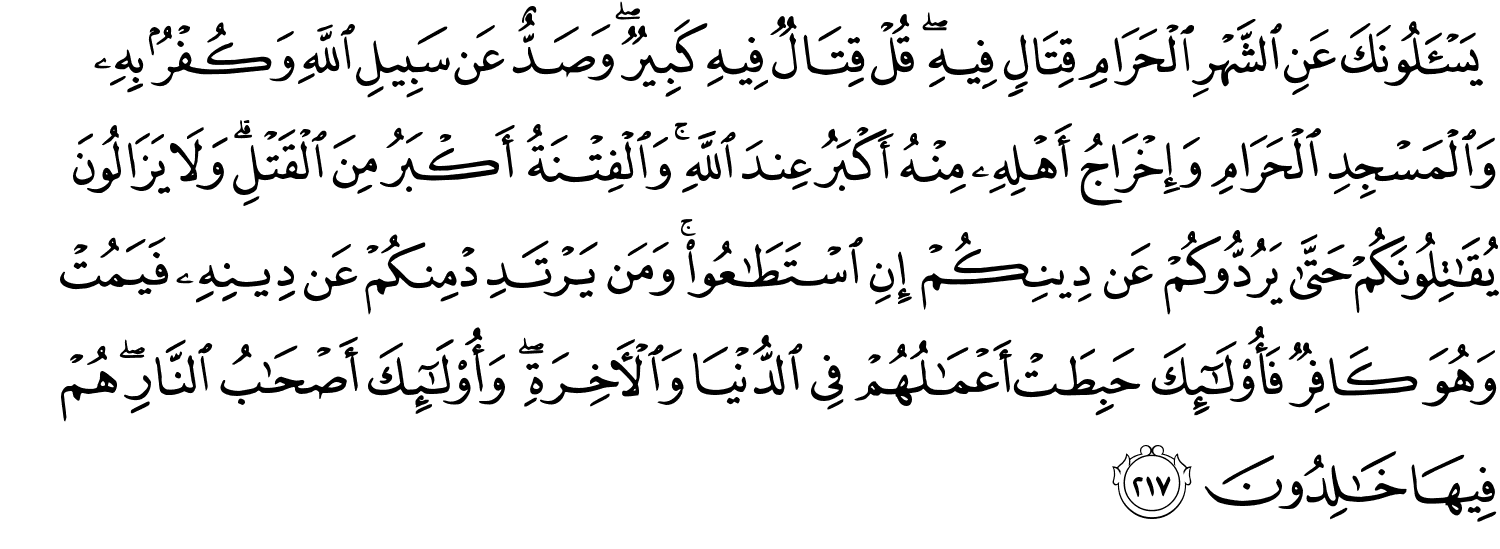 يَسْـَٔلُونَكَ عَنِ ٱلشَّهْرِ ٱلْحَرَامِ قِتَالٍ فِيهِ ۖ قُلْ قِتَالٌ فِيهِ كَبِيرٌ ۖ وَصَدٌّ عَن سَبِيلِ ٱللَّهِ وَكُفْرٌۢ بِهِۦ
وَٱلْمَسْجِدِ ٱلْحَرَامِ وَإِخْرَاجُ أَهْلِهِۦ مِنْهُ أَكْبَرُ عِندَ ٱللَّهِ ۚ وَٱلْفِتْنَةُ أَكْبَرُ مِنَ ٱلْقَتْلِ ۗ وَلَا يَزَالُونَ
يُقَـٰتِلُونَكُمْ حَتَّىٰ يَرُدُّوكُمْ عَن دِينِكُمْ إِنِ ٱسْتَطَـٰعُوا۟ ۚ وَمَن يَرْتَدِدْ مِنكُمْ عَن دِينِهِۦ فَيَمُتْ
وَهُوَ كَافِرٌ فَأُو۟لَـٰٓئِكَ حَبِطَتْ أَعْمَـٰلُهُمْ فِى ٱلدُّنْيَا وَٱلْـَٔاخِرَةِ ۖ وَأُو۟لَـٰٓئِكَ أَصْحَـٰبُ ٱلنَّارِ ۖ هُمْ
فِيهَا خَـٰلِدُونَ ٢١٧